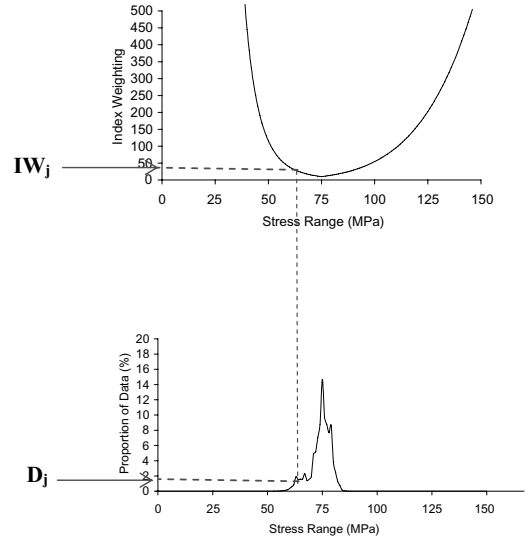 500
450
400
350
300
250
200
150
100
50
0
Index Weighting
IWj
0 25 50 75 100 125 150
Stress Range (MPa)
20
18
16
14
12
10
8
6
4
2
0
Proportion of Data (%)
Dj
0 25 50 75 100 125 150
Stress Range (MPa)